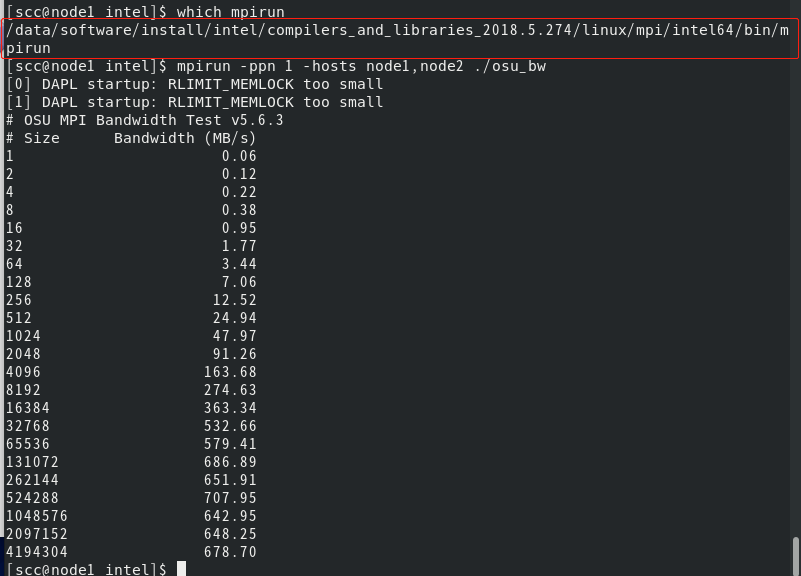 [scc@node1 intel]$ which mpirun
/data/software/install/intel/compilers_and_libraries_2018.5.274/linux/mpi/intel64/bin/m
pirun
[scc@node1 intel]$ mpirun -ppn 1 -hosts node1,node2 ./osu_bw
[0] DAPL startup: RLIMIT_MEMLOCK too small
[1] DAPL startup: RLIMIT_MEMLOCK too small
# OSU MPI Bandwidth Test v5.6.3
# Size      Bandwidth (MB/s)
1                       0.06
2                       0.12
4                       0.22
8                       0.38
16                      0.95
32                      1.77
64                      3.44
128                     7.06
256                    12.52
512                    24.94
1024                   47.97
2048                   91.26
4096                  163.68
8192                  274.63
16384                 363.34
32768                 532.66
65536                 579.41
131072                686.89
262144                651.91
524288                707.95
1048576               642.95
2097152               648.25
4194304               678.70
[scc@node1 intel]$